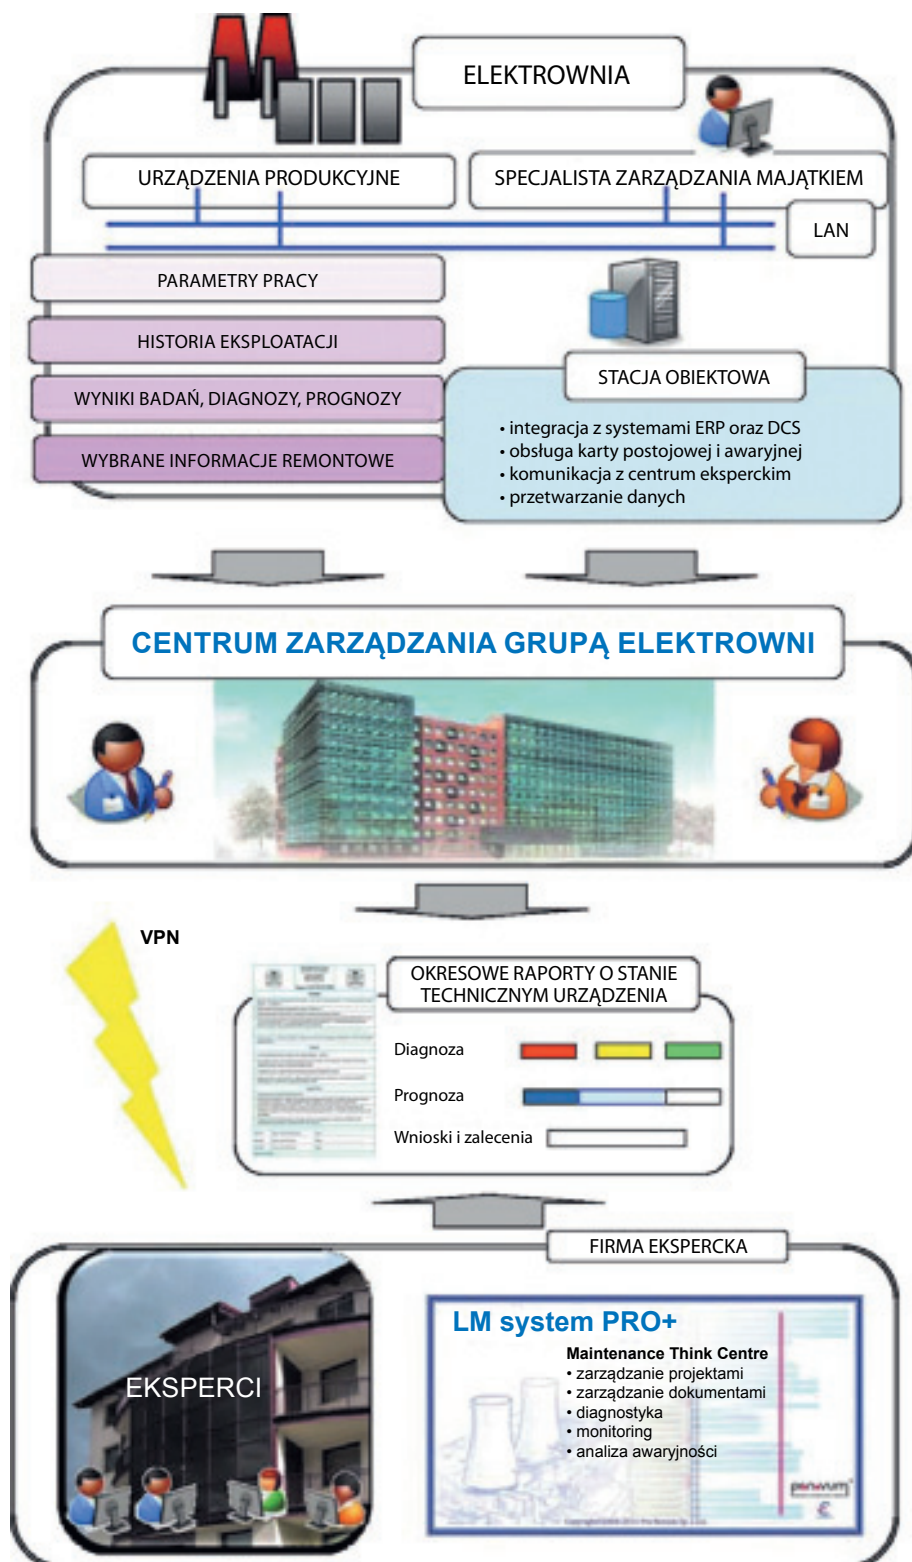 ELEKTROWNIA
URZĄDZENIA PRODUKCYJNE
SPECJALISTA ZARZĄDZANIA MAJĄTKIEM
LAN
PARAMETRY PRACY
HISTORIA EKSPLOATACJI
WYNIKI BADAŃ, DIAGNOZY, PROGNOZY
WYBRANE INFORMACJE REMONTOWE
STACJA OBIEKTOWA
• integracja z systemami ERP oraz DCS
• obsługa karty postojowej i awaryjnej
• komunikacja z centrum eksperckim
• przetwarzanie danych
CENTRUM ZARZĄDZANIA GRUPĄ ELEKTROWNI
VPN
OKRESOWE RAPORTY O STANIE
TECHNICZNYM URZĄDZENIA
Diagnoza
Prognoza
Wnioski i zalecenia
FIRMA EKSPERCKA
EKSPERCI
LM system PRO+
Maintenance Think Centre
• zarządzanie projektami
• zarządzanie dokumentami
• diagnostyka
• monitoring
• analiza awaryjności